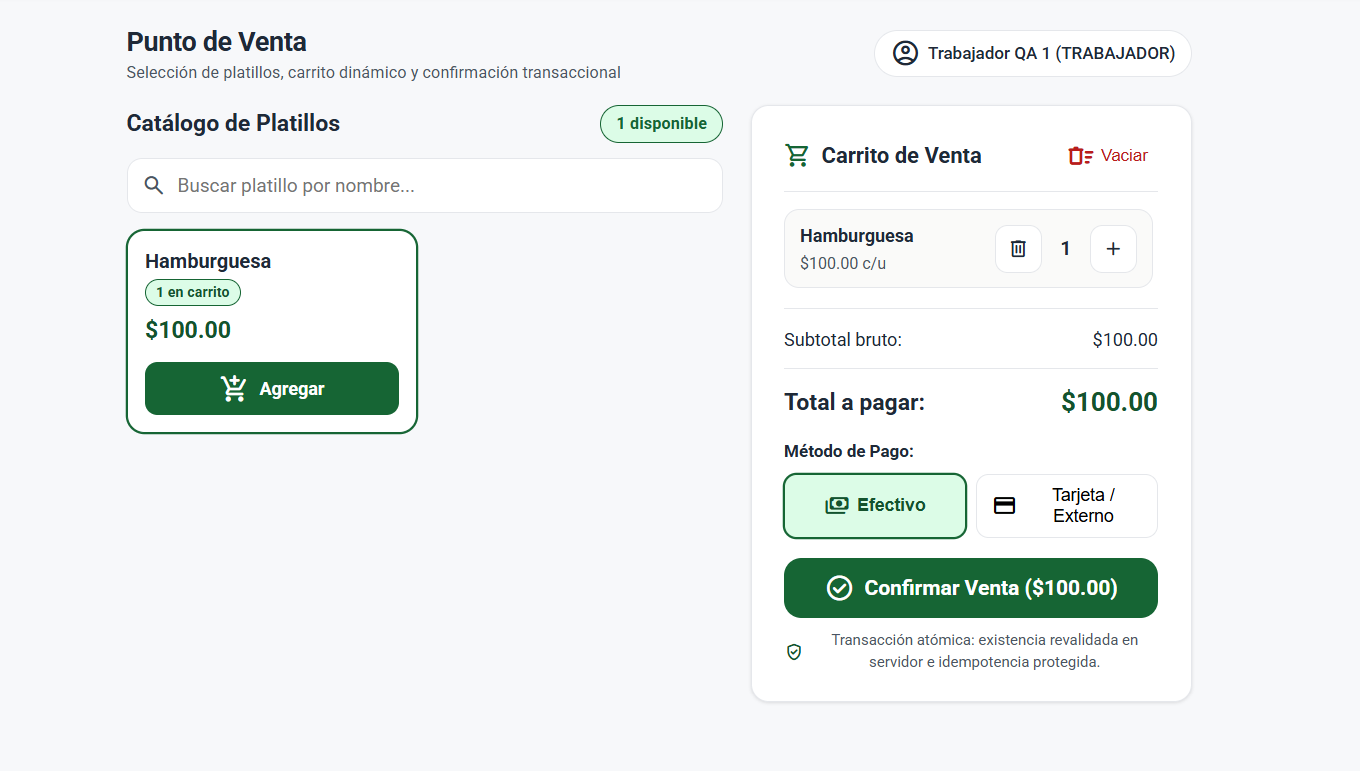 Punto de Venta
Selección de platillos, carrito dinámico y confirmación transaccional
Trabajador QA 1 (TRABAJADOR)
Catálogo de Platillos
1 disponible
Buscar platillo por nombre...
Hamburguesa
1 en carrito
$100.00
Agregar
Carrito de Venta
Vaciar
Hamburguesa
$100.00 c/u
1
+
Subtotal bruto:
$100.00
Total a pagar:
$100.00
Método de Pago:
Efectivo
Tarjeta /
Externo
Confirmar Venta ($100.00)
Transacción atómica: existencia revalidada en
servidor e idempotencia protegida.